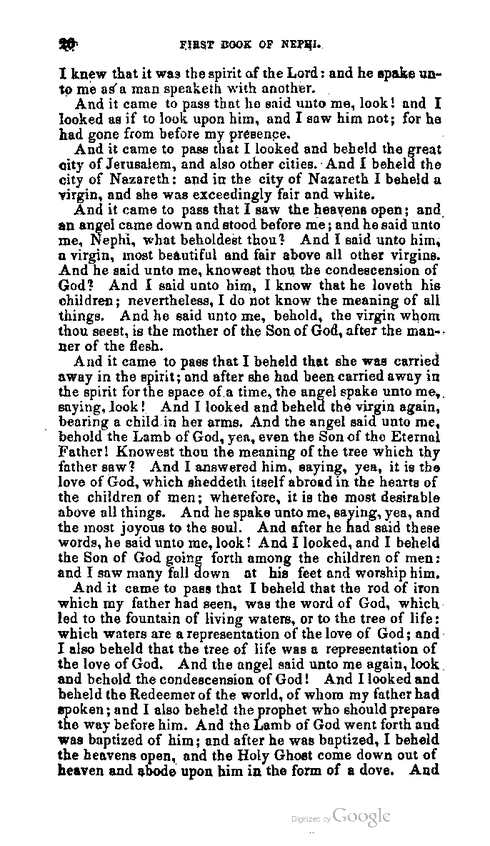 20 FIRST BOOK OF NEPHI.
I knew that it was the spirit of the Lord: and he spake un-
to me as a man speaketh with another.
And it came to pass that he said unto me, look! and I
looked as if to look upon him, and I saw him not; for he
had gone from before my presence.
And it came to pass that I looked and beheld the great
city of Jerusalem, and also other cities. And I beheld the
city of Nazareth: and in the city of Nazareth I beheld a
virgin, and she was exceedingly fair and white.
And it came to pass that I saw the heavens open; and
an angel came down and stood before me; and he said unto
me, Nephi, what beholdest thou? And I said unto him,
a virgin, most beautiful and fair above all other virgins.
And he said unto me, knowest thou the condescension of
God? And I said unto him, I know that he loveth his
children; nevertheless, I do not know the meaning of all
things. And he said unto me, behold, the virgin whom
thou seest, is the mother of the Son of God, after the man-
ner of the flesh.
And it came to pass that I beheld that she was carried
away in the spirit; and after she had been carried away in
the spirit for the space of a time, the angel spake unto me,
saying, look! And I looked and beheld the virgin again,
bearing a child in her arms. And the angel said unto me,
behold the Lamb of God, yea, even the Son of the Eternal
Father! Knowest thou the meaning of the tree which thy
father saw? And I answered him, saying, yea, it is the
love of God, which sheddeth itself abroad in the hearts of
the children of men; wherefore, it is the most desirable
above all things. And he spake unto me, saying, yea, and
the most joyous to the soul. And after he had said these
words, he said unto me, look! And I looked, and I beheld
the Son of God going forth among the children of men:
and I saw many fall down at his feet and worship him.
And it came to pass that I beheld that the rod of iron
which my father had seen, was the word of God, which
led to the fountain of living waters, or to the tree of life:
which waters are a representation of the love of God; and
I also beheld that the tree of life was a representation of
the love of God. And the angel said unto me again, look
and behold the condescension of God! And I looked and
beheld the Redeemer of the world, of whom my father had
spoken; and I also beheld the prophet who should prepare
the way before him. And the Lamb of God went forth and
was baptized of him; and after he was baptized, I beheld
the heavens open, and the Holy Ghost come down out of
heaven and abode upon him in the form of a dove. And
Digitized by Google